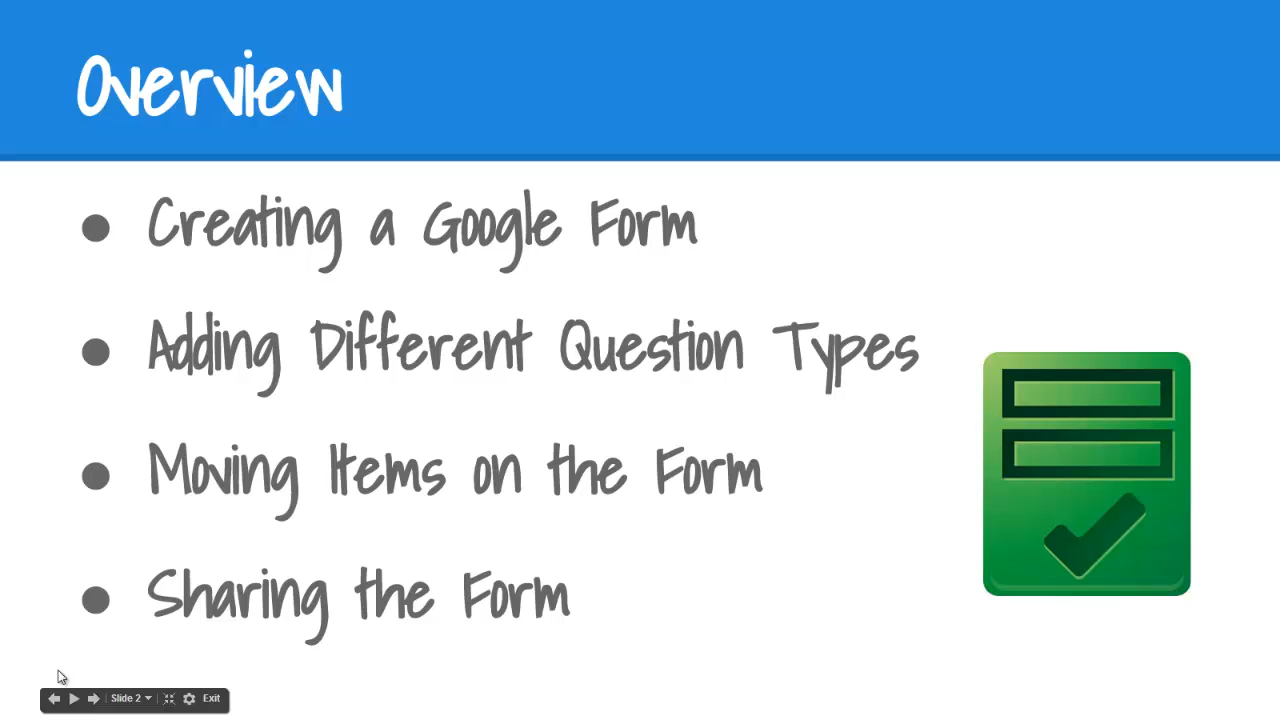 Overview
● Creating a Google Form
● Adding Different Question Types
● Moving Items on the Form
● Sharing the Form
Slide 2 Exit